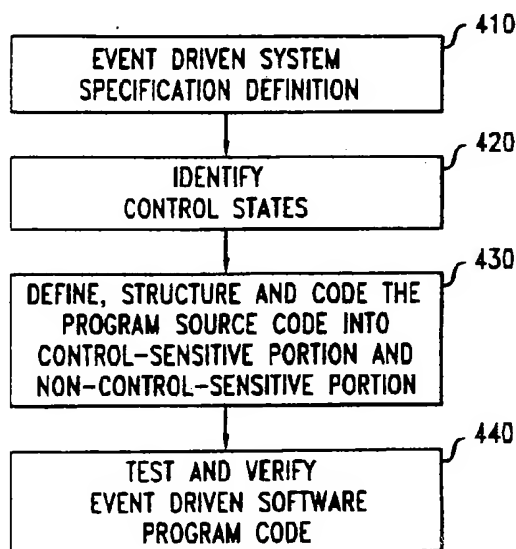 410
EVENT DRIVEN SYSTEM
SPECIFICATION DEFINITION
420
IDENTIFY
CONTROL STATES
430
DEFINE, STRUCTURE AND CODE THE
PROGRAM SOURCE CODE INTO
CONTROL-SENSITIVE PORTION AND
NON-CONTROL-SENSITIVE PORTION
440
TEST AND VERIFY
EVENT DRIVEN SOFTWARE
PROGRAM CODE